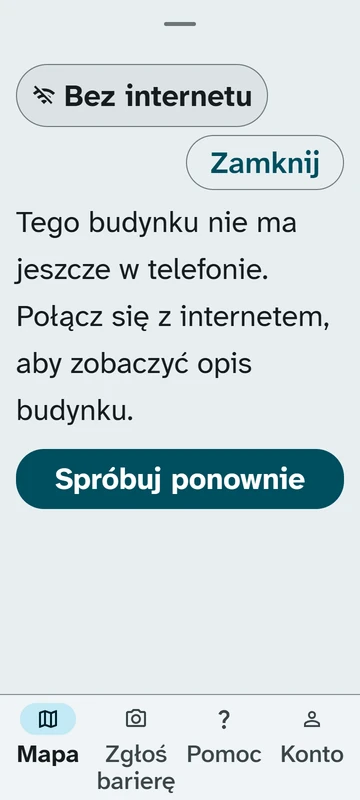 Bez internetu
Zamknij
Tego budynku nie ma
jeszcze w telefonie.
Połącz się z internetem,
aby zobaczyć opis
budynku.
Spróbuj ponownie
Mapa
Zgłoś
barierę
Pomoc
Konto